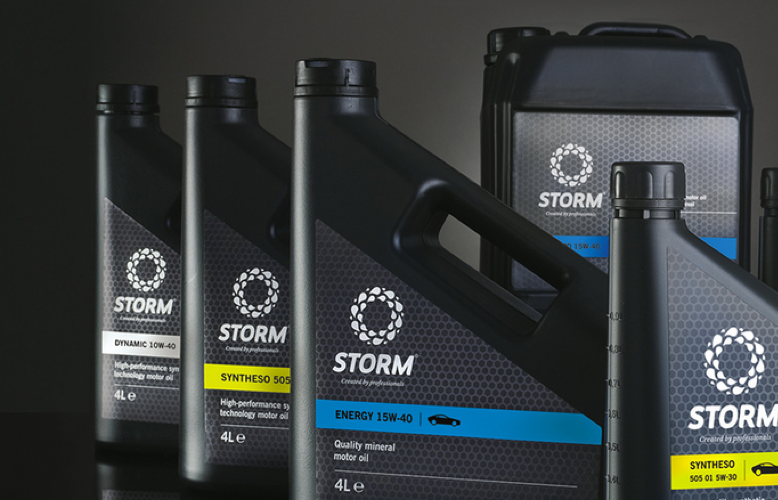 STORM
Created by professionals
DYNAMIC 10W-40
High-performance syn
technology motor oil
4L e
STORM
Created by professionals
SYNTHESO 505
High-performance sy
technology motor oil
4L e
STORM
Created by professionals
ENERGY 15W-40
Quality mineral
motor oil
4L e
STORM
Created by professionals
motor oil
15W-40
STORM
Created by professionals
SYNTHESO
505 01 5W-30